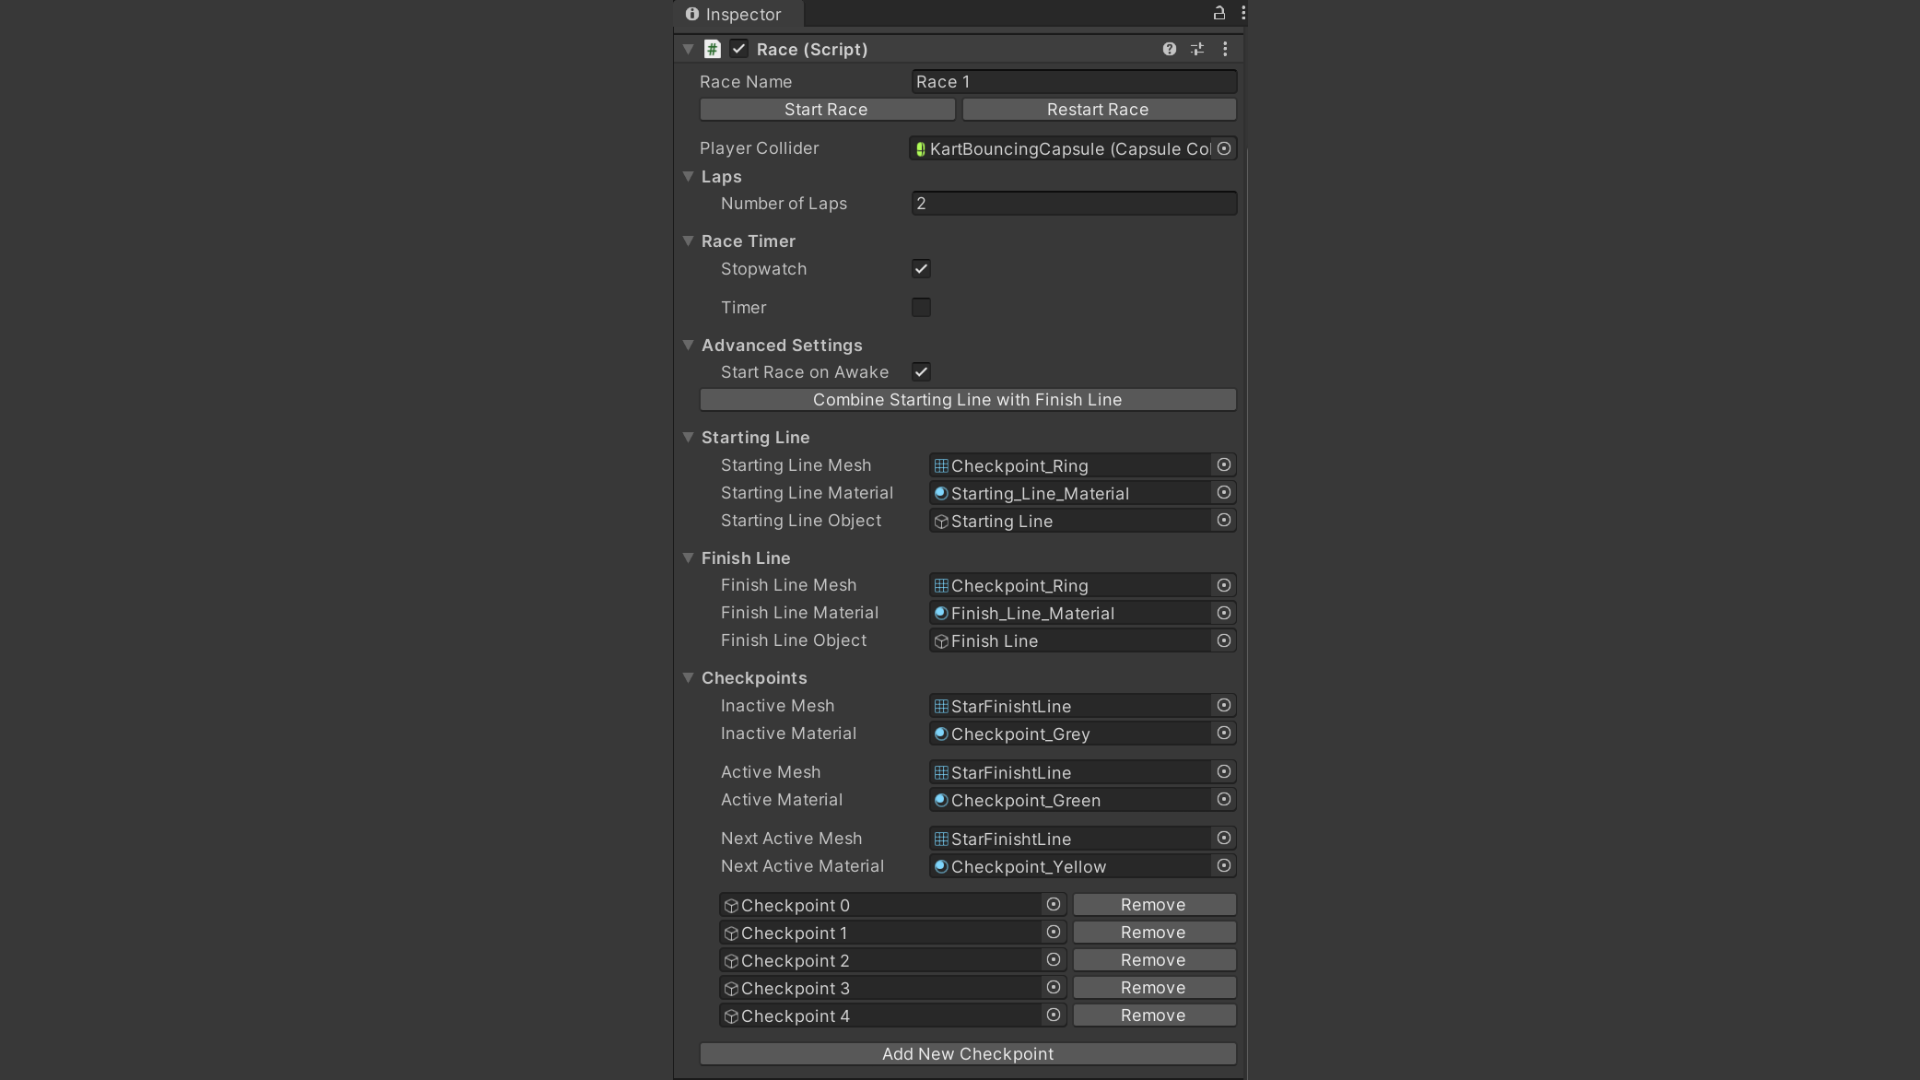 Inspector
Race (Script)
Race Name Race 1
Start Race Restart Race
Player Collider KartBouncingCapsule (Capsule Col
Laps
Number of Laps 2
Race Timer
Stopwatch
Timer
Advanced Settings
Start Race on Awake
Combine Starting Line with Finish Line
Starting Line
Starting Line Mesh Checkpoint_Ring
Starting Line Material Starting_Line_Material
Starting Line Object Starting Line
Finish Line
Finish Line Mesh Checkpoint_Ring
Finish Line Material Finish_Line_Material
Finish Line Object Finish Line
Checkpoints
Inactive Mesh StarFinishtLine
Inactive Material Checkpoint_Grey
Active Mesh StarFinishtLine
Active Material Checkpoint_Green
Next Active Mesh StarFinishtLine
Next Active Material Checkpoint_Yellow
Checkpoint 0 Remove
Checkpoint 1 Remove
Checkpoint 2 Remove
Checkpoint 3 Remove
Checkpoint 4 Remove
Add New Checkpoint